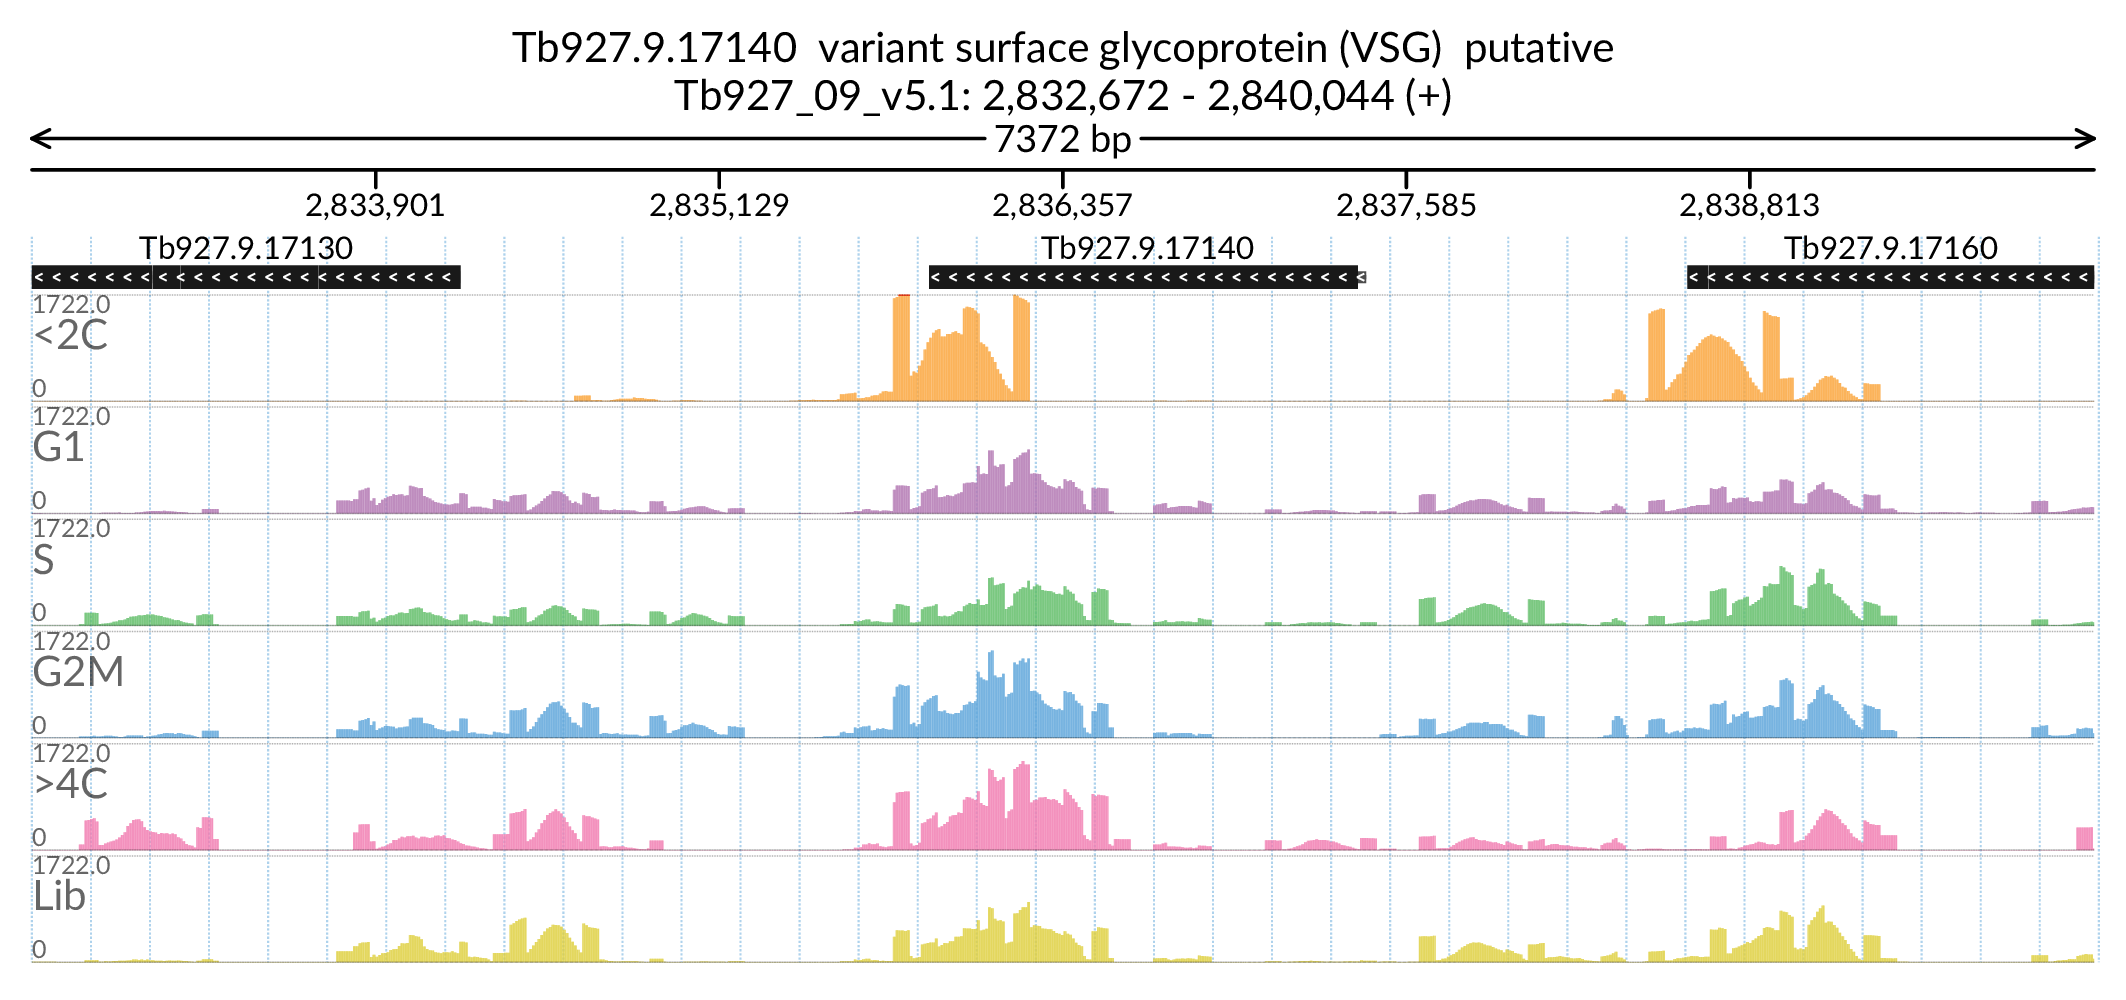 Tb927.9.17140 variant surface glycoprotein (VSG) putative
Tb927_09_v5.1: 2,832,672 - 2,840,044 (+)
7372 bp
2,833,901 2,835,129 2,836,357 2,837,585 2,838,813
Tb927.9.17130 Tb927.9.17140 Tb927.9.17160
1722.0
<2C
0
1722.0
G1
0
1722.0
S
0
1722.0
G2M
0
1722.0
>4C
0
1722.0
Lib
0